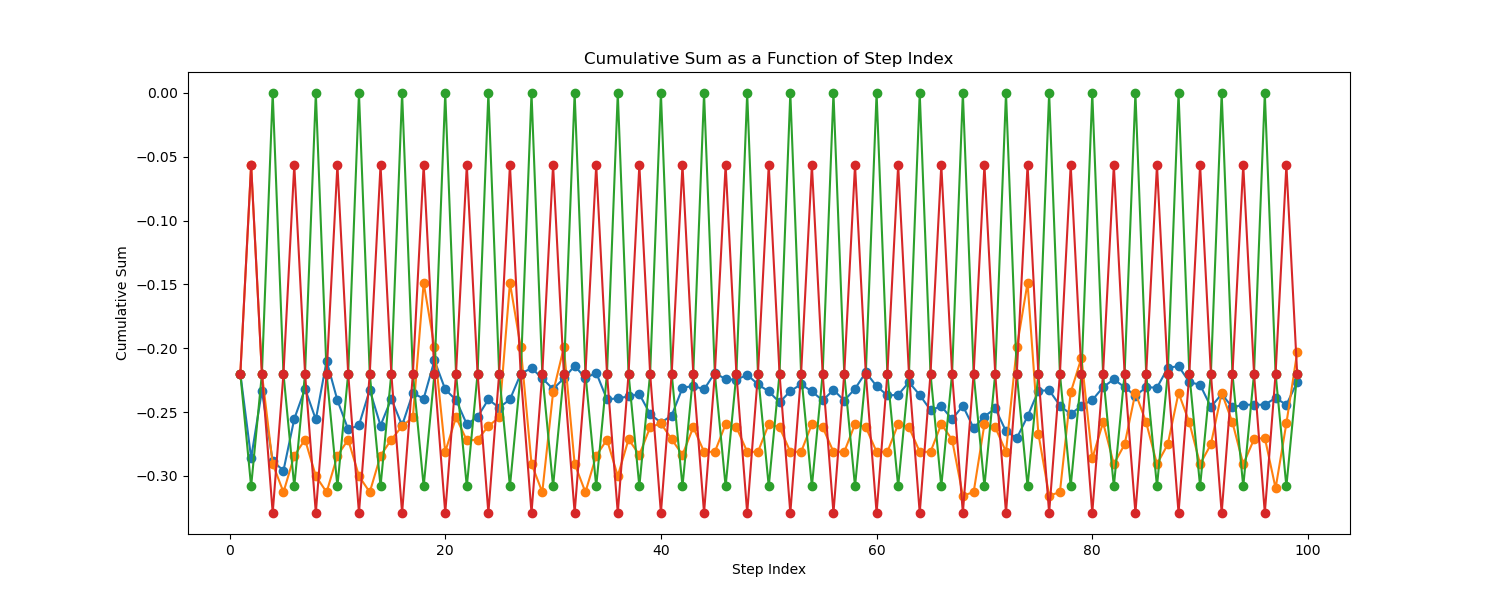 Cumulative Sum as a Function of Step Index
0.00
−0.05
−0.10
−0.15
−0.20
−0.25
−0.30
Cumulative Sum
0 20 40 60 80 100
Step Index